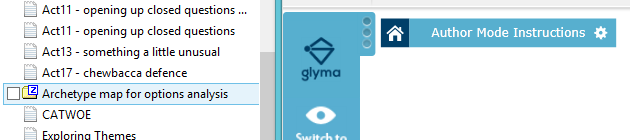 Act11 - opening up closed questions ...
Act11 - opening up closed questions
Act13 - something a little unusual
Act17 - chewbacca defence
Archetype map for options analysis
CATWOE
Exploring Themes
glyma
Switch to
Author Mode Instructions